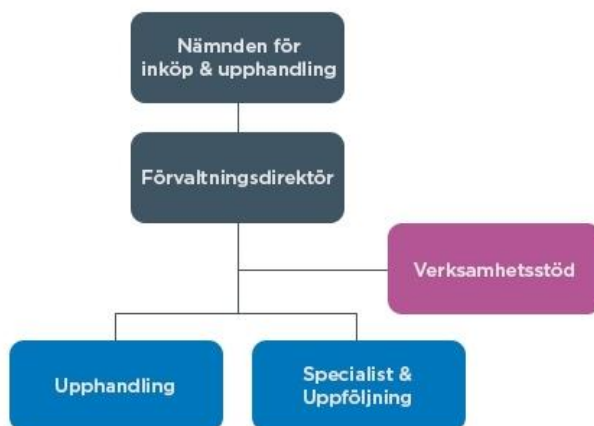 Nämnden för
inköp & upphandling
Förvaltningsdirektör
Verksamhetsstöd
Upphandling
Specialist &
Uppföljning